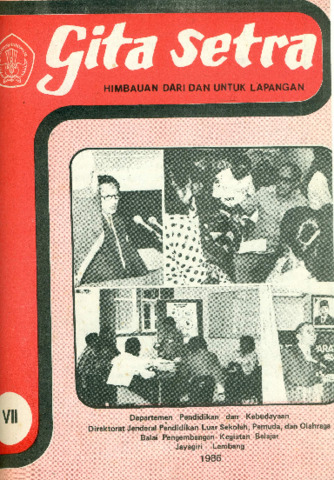 Gita Setra
HIMBAUAN DARI DAN UNTUK LAPANGAN
VII
Departemen Pendidikan dan Kebudayaan
Direktorat Jenderal Pendidikan Luar Sekolah, Pemuda, dan Olahraga
Balai Pengembangan Kegiatan Belajar
Jayagiri Lembang
1986